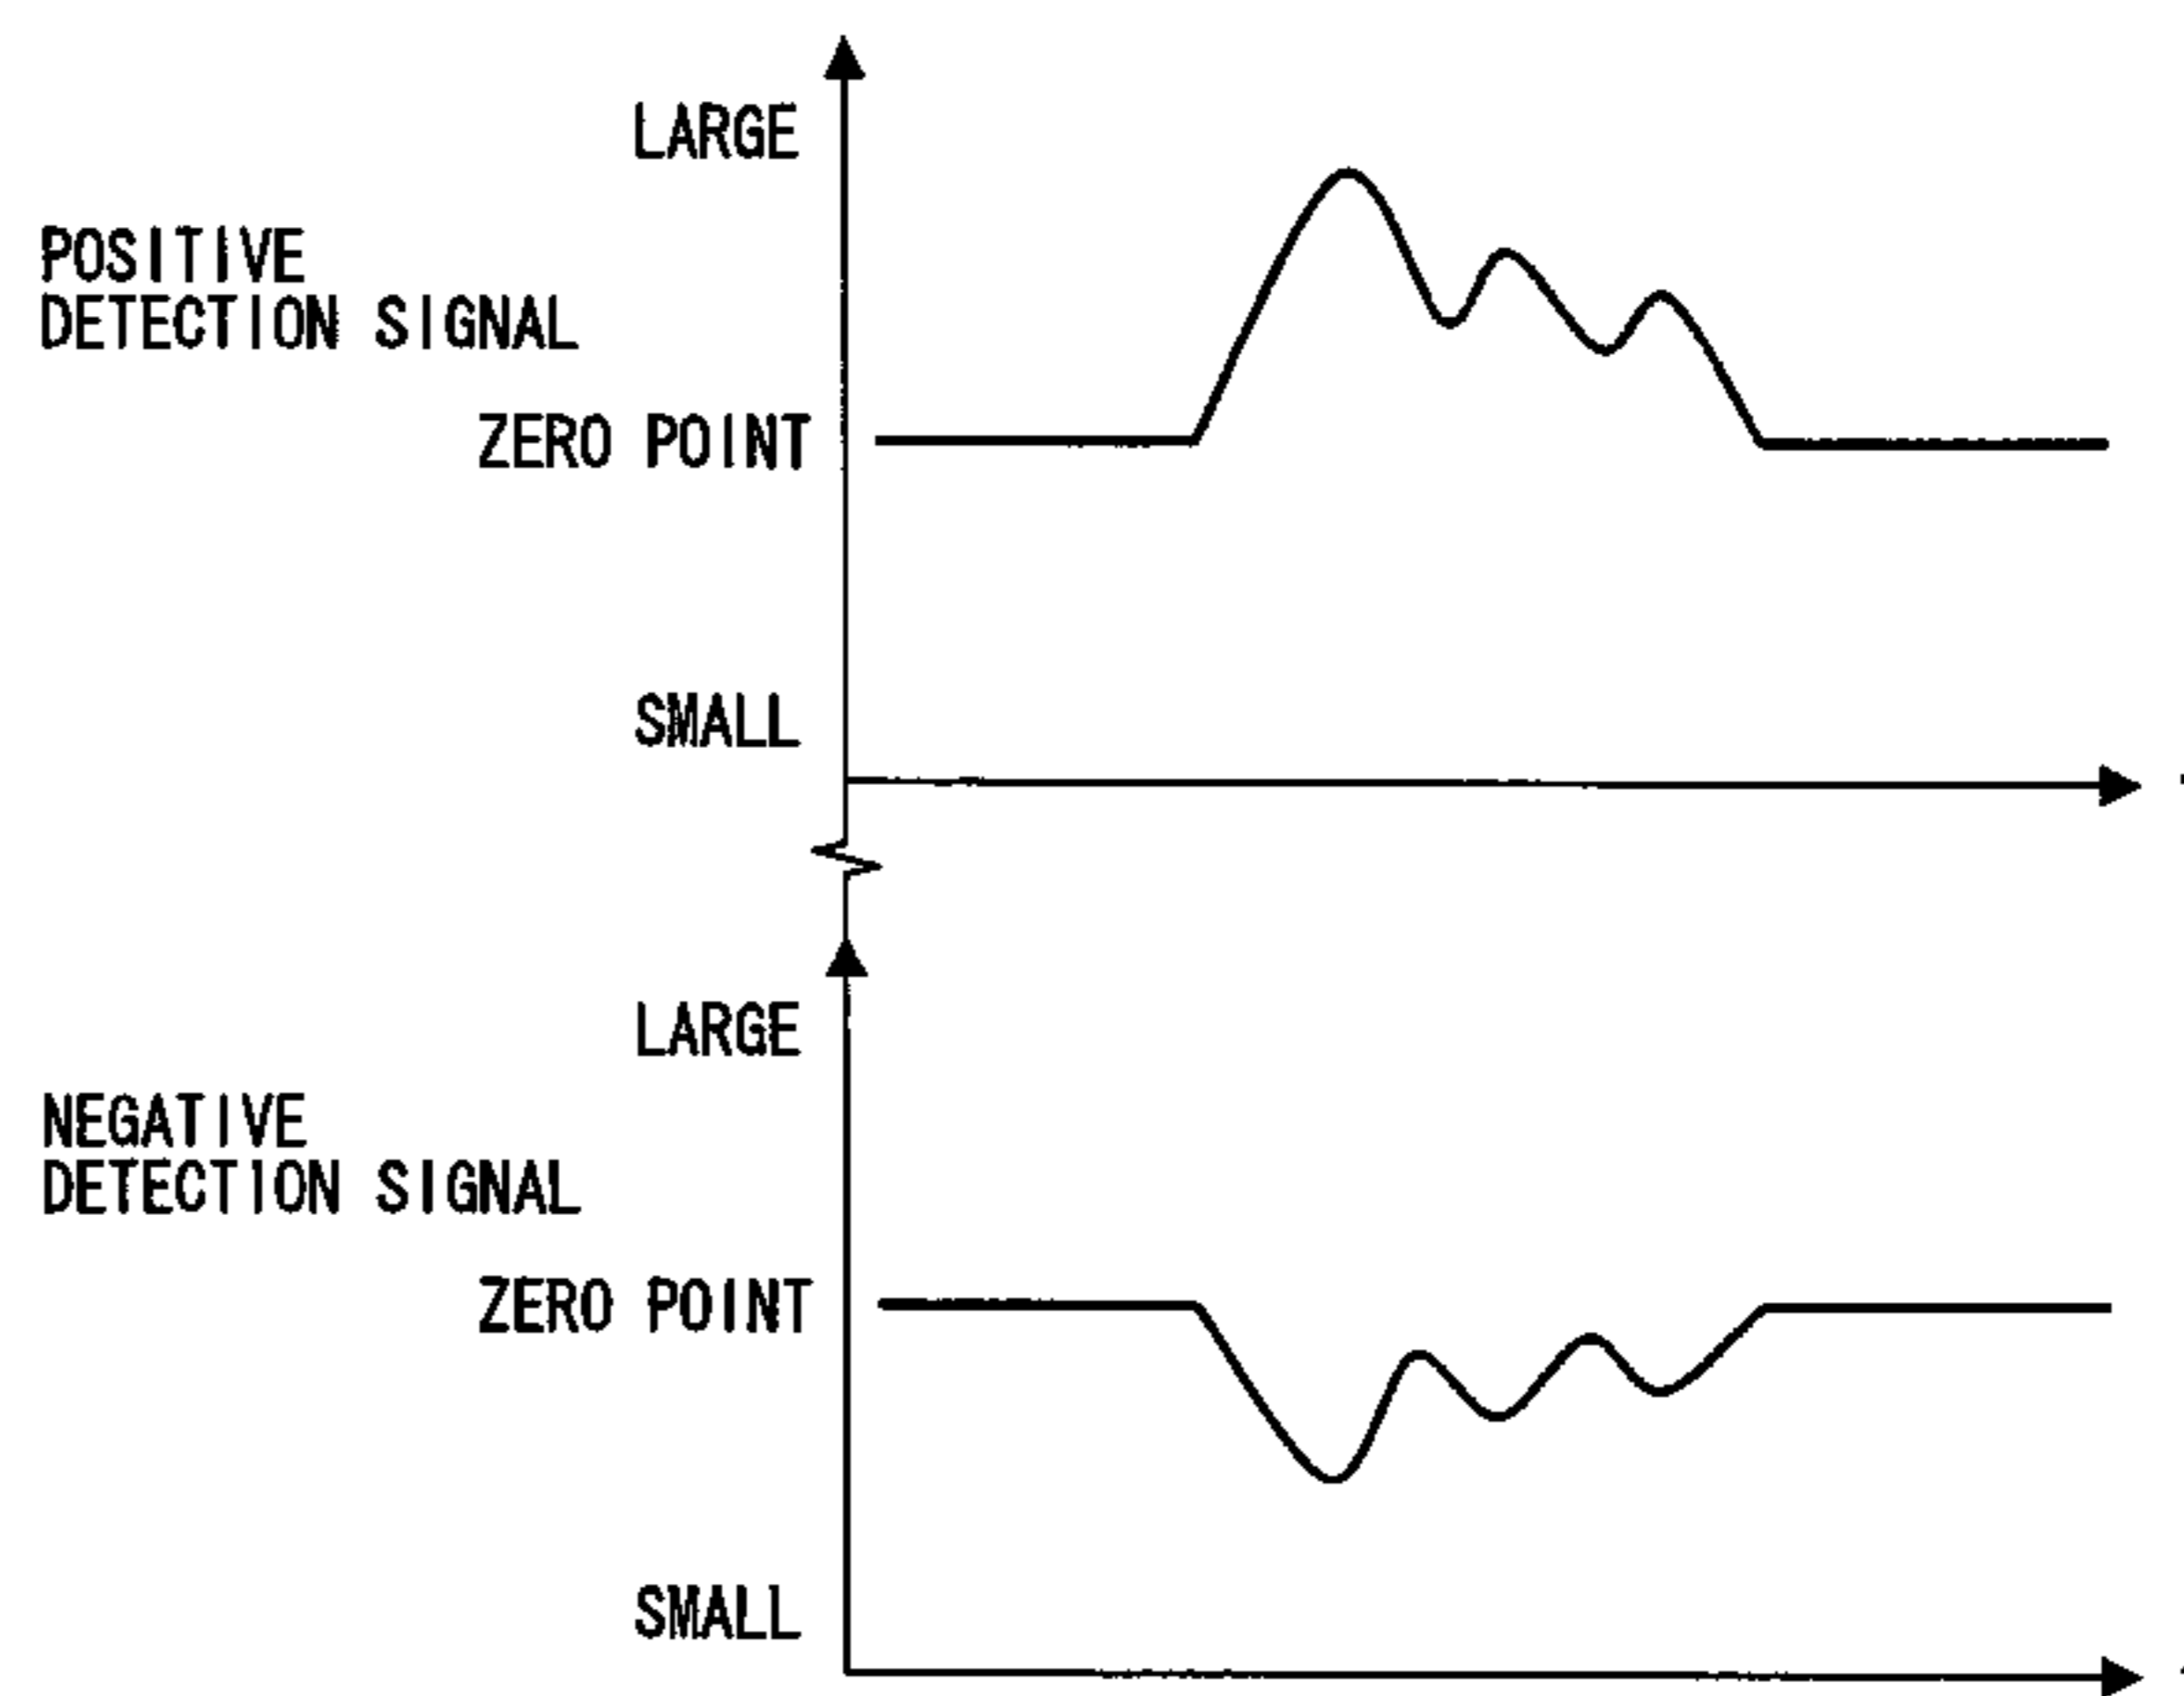 LARGE
POSITIVE
DETECTION SIGNAL
ZERO POINT
SMALL
LARGE
NEGATIVE
DETECTION SIGNAL
ZERO POINT
SMALL